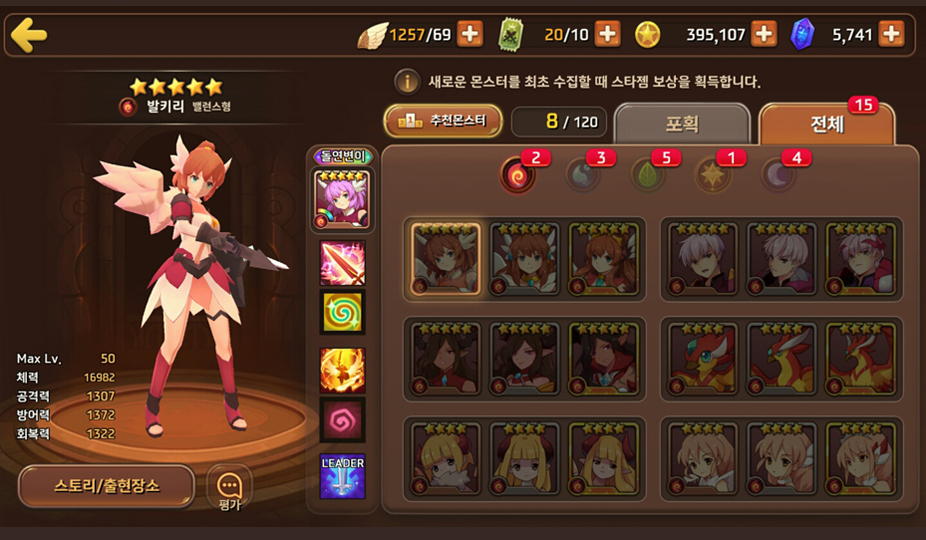 1257/69
20/10
395,107
5,741
새로운 몬스터를 최초 수집할 때 스타젬 보상을 획득합니다.
발키리 밸런스형
추천몬스터
8 / 120
포획
전체
15
돌연변이
2
3
5
1
4
Max Lv. 50
체력 16982
공격력 1307
방어력 1372
회복력 1322
LEADER
스토리/출현장소
평가